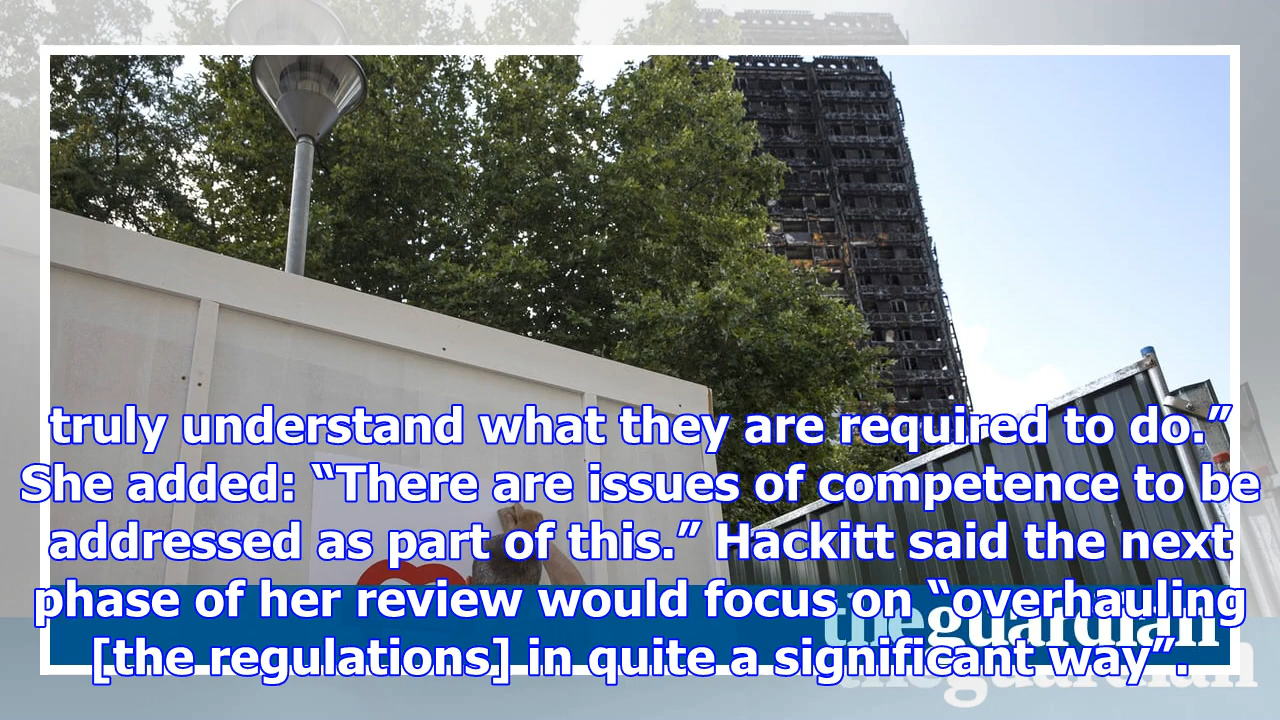 truly understand what they are required to do.”
She added: “There are issues of competence to be
addressed as part of this.” Hackitt said the next
phase of her review would focus on “overhauling
[the regulations] in quite a significant way”.
theguardian
theguardian